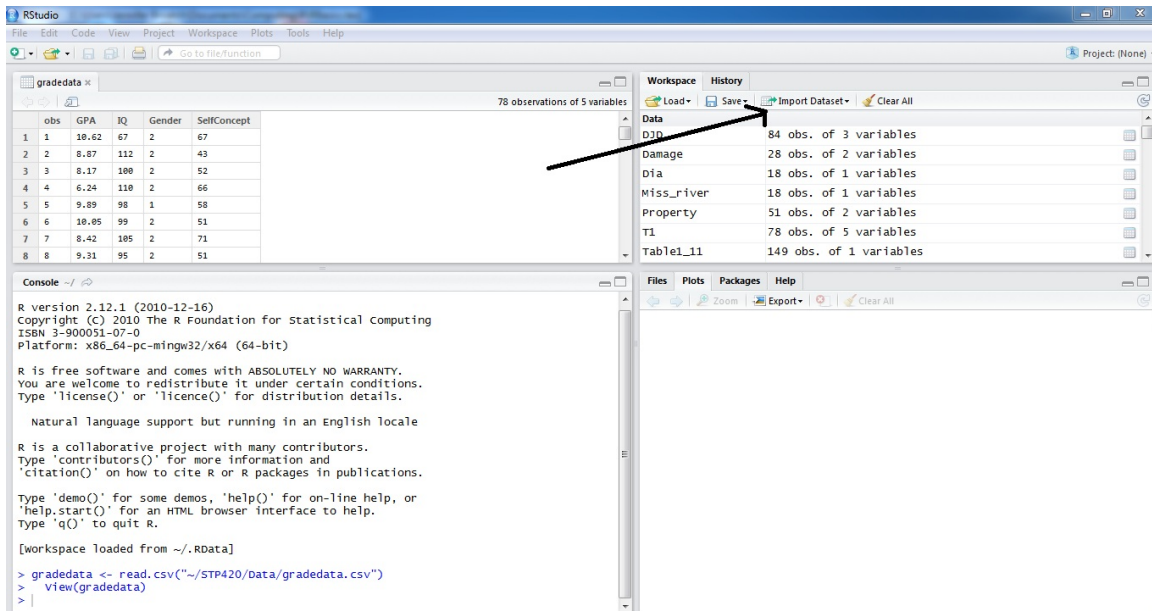 RStudio
File Edit Code View Project Workspace Plots Tools Help
Go to file/function
Project: (None)
gradedata
78 observations of 5 variables
obs GPA IQ Gender SelfConcept
1 1 10.62 67 2 67
2 2 8.87 112 2 43
3 3 8.17 100 2 52
4 4 6.24 110 2 66
5 5 9.89 98 1 58
6 6 10.05 99 2 51
7 7 8.42 105 2 71
8 8 9.31 95 2 51
Workspace History
Load Save Import Dataset Clear All
Data
DJD 84 obs. of 3 variables
Damage 28 obs. of 2 variables
Dia 18 obs. of 1 variables
Miss_river 18 obs. of 1 variables
Property 51 obs. of 2 variables
T1 78 obs. of 5 variables
Table1_11 149 obs. of 1 variables
Console ~/
R version 2.12.1 (2010-12-16)
Copyright (C) 2010 The R Foundation for Statistical Computing
ISBN 3-900051-07-0
Platform: x86_64-pc-mingw32/x64 (64-bit)
R is free software and comes with ABSOLUTELY NO WARRANTY.
You are welcome to redistribute it under certain conditions.
Type 'license()' or 'licence()' for distribution details.
Natural language support but running in an English locale
R is a collaborative project with many contributors.
Type 'contributors()' for more information and
'citation()' on how to cite R or R packages in publications.
Type 'demo()' for some demos, 'help()' for on-line help, or
'help.start()' for an HTML browser interface to help.
Type 'q()' to quit R.
[Workspace loaded from ~/.RData]
> gradedata <- read.csv("~/STP420/Data/gradedata.csv")
> View(gradedata)
>
Files Plots Packages Help
Zoom Export Clear All